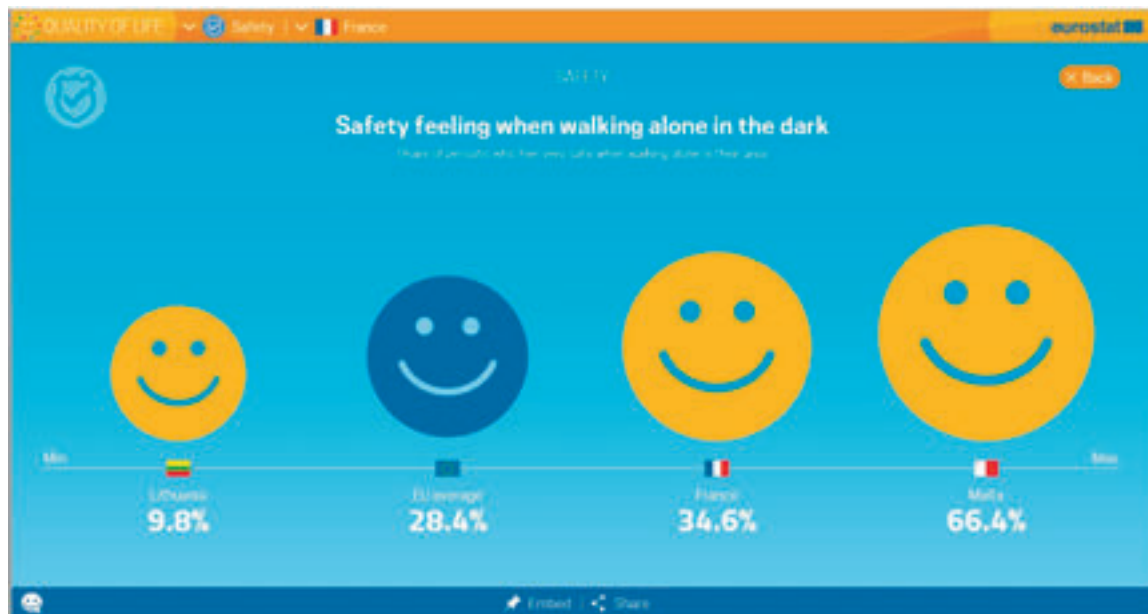 QUALITY OF LIFE Safety France eurostat
SAFETY
Back
Safety feeling when walking alone in the dark
Min Max
Lithuania EU average France Malta
9.8% 28.4% 34.6% 66.4%
Embed Share